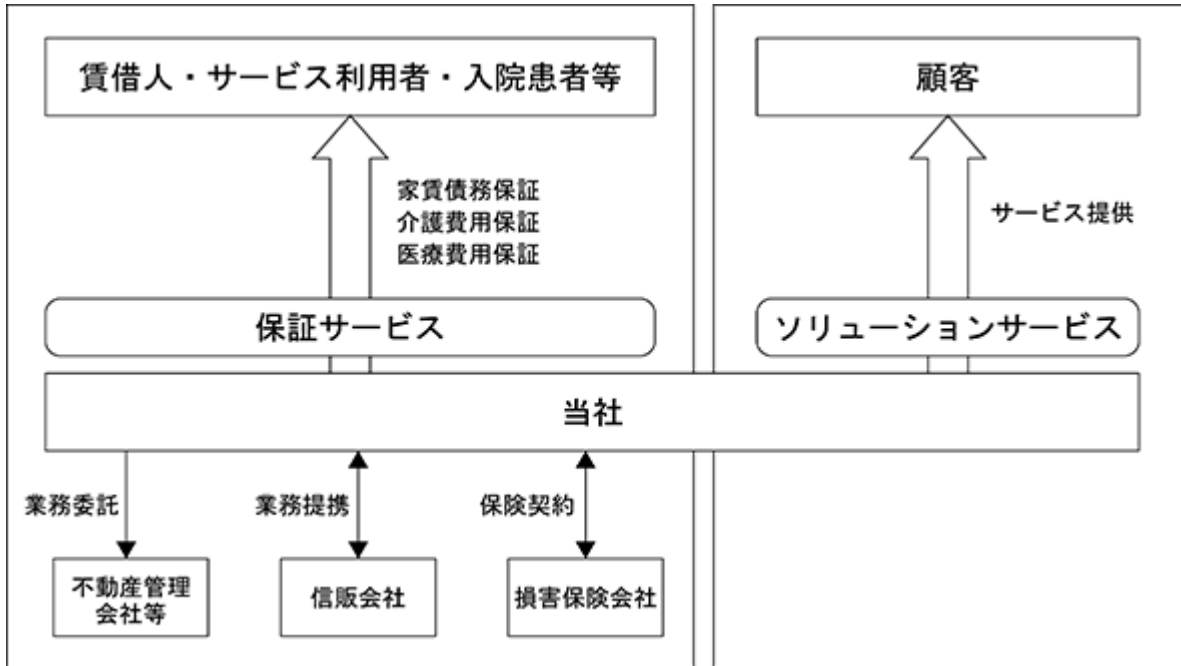 賃借人・サービス利用者・入院患者等
顧客
家賃債務保証
介護費用保証
医療費用保証
サービス提供
保証サービス
ソリューションサービス
当社
業務委託
業務提携
保険契約
不動産管理
会社等
信販会社
損害保険会社